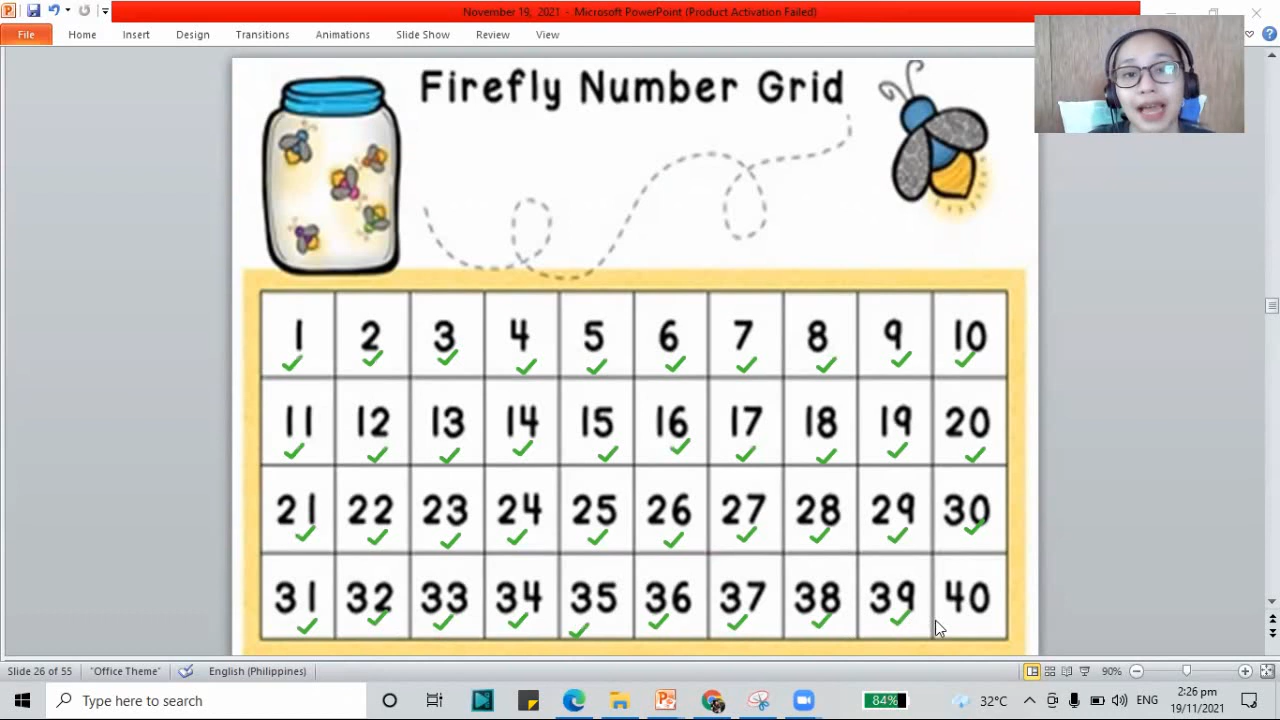 November 19, 2021 - Microsoft PowerPoint (Product Activation Failed)
File Home Insert Design Transitions Animations Slide Show Review View
Firefly Number Grid
1 2 3 4 5 6 7 8 9 10
11 12 13 14 15 16 17 18 19 20
21 22 23 24 25 26 27 28 29 30
31 32 33 34 35 36 37 38 39 40
Slide 26 of 55 "Office Theme" English (Philippines) 90%
Type here to search 84% 32°C ENG 2:26 pm
19/11/2021